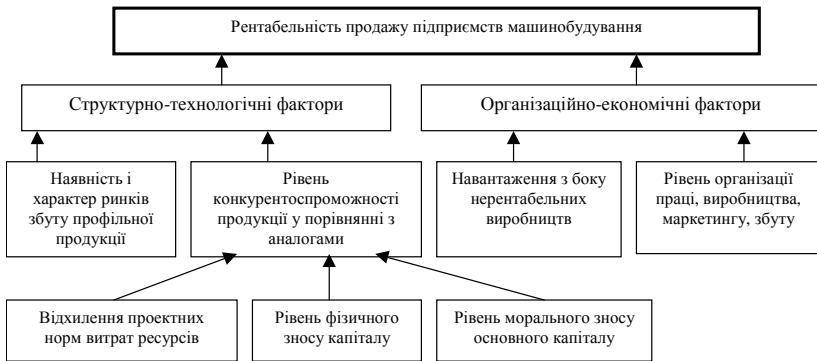 Рентабельність продажу підприємств машинобудування
Структурно-технологічні фактори
Організаційно-економічні фактори
Наявність і
характер ринків
збуту профільної
продукції
Рівень
конкурентоспроможності
продукції у порівнянні з
аналогами
Навантаження з боку
нерентабельних
виробництв
Рівень організації
праці, виробництва,
маркетингу, збуту
Відхилення проектних
норм витрат ресурсів
Рівень фізичного
зносу капіталу
Рівень морального зносу
основного капіталу